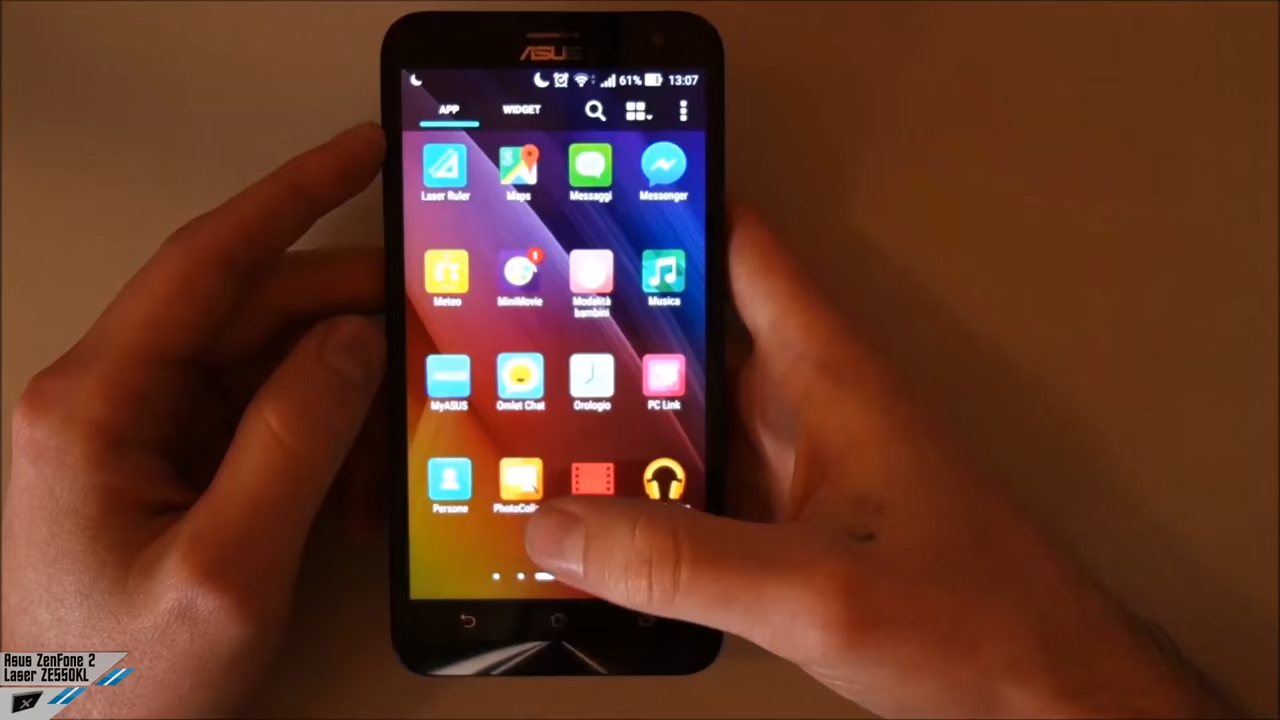 ASUS
61% 13:07
APP WIDGET
Laser Ruler Maps Messaggi Messenger
Meteo MiniMovie Modalità bambini Musica
MyASUS Omlet Chat Orologio PC Link
Persone
Asus ZenFone 2
Laser ZE550KL